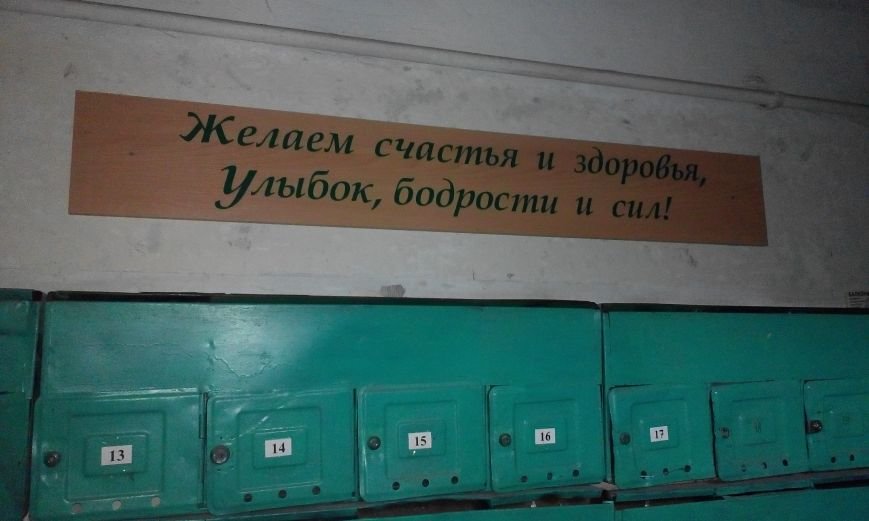 Желаем счастья и здоровья,
Улыбок, бодрости и сил!
13
14
15
16
17